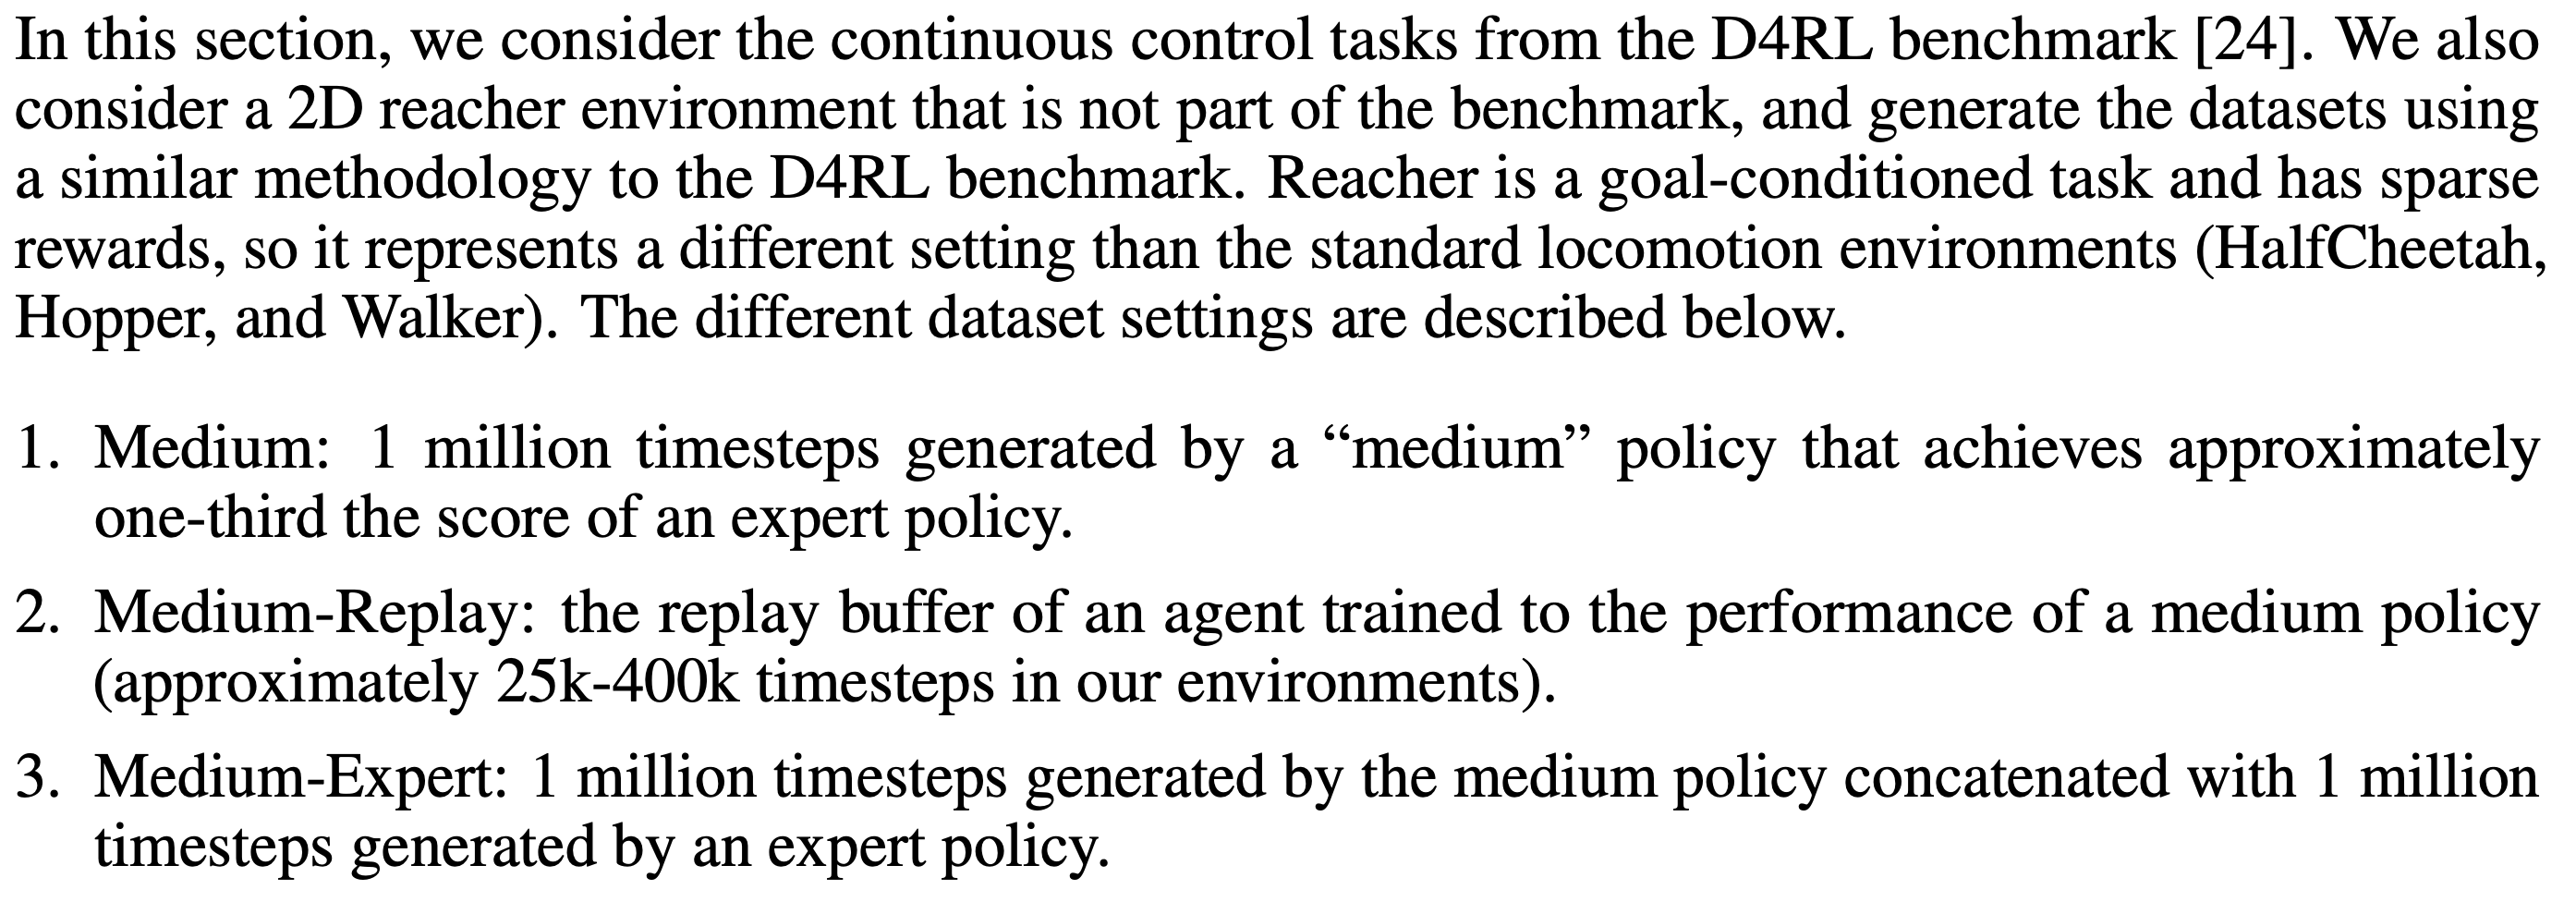 In this section, we consider the continuous control tasks from the D4RL benchmark [24]. We also
consider a 2D reacher environment that is not part of the benchmark, and generate the datasets using
a similar methodology to the D4RL benchmark. Reacher is a goal-conditioned task and has sparse
rewards, so it represents a different setting than the standard locomotion environments (HalfCheetah,
Hopper, and Walker). The different dataset settings are described below.
1. Medium: 1 million timesteps generated by a “medium” policy that achieves approximately
one-third the score of an expert policy.
2. Medium-Replay: the replay buffer of an agent trained to the performance of a medium policy
(approximately 25k-400k timesteps in our environments).
3. Medium-Expert: 1 million timesteps generated by the medium policy concatenated with 1 million
timesteps generated by an expert policy.